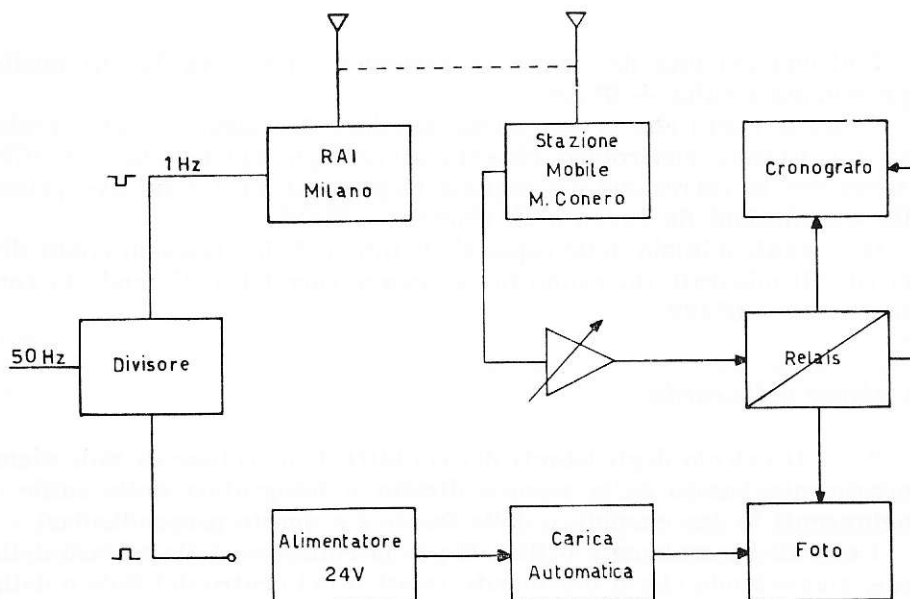 RAI
Milano
Stazione
Mobile
M. Conero
Cronografo
1 Hz
50 Hz
Divisore
Relais
Alimentatore
24V
Carica
Automatica
Foto